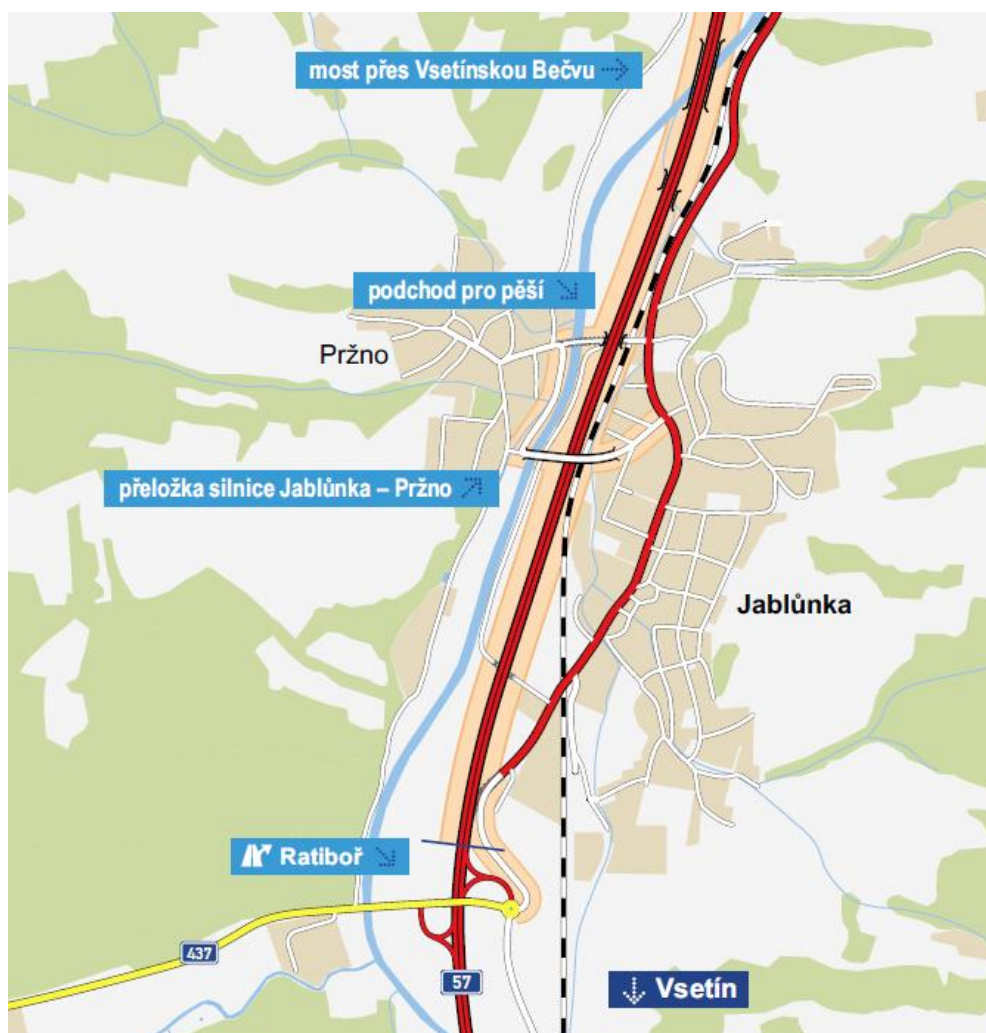 most přes Vsetínskou Bečvu
podchod pro pěší
Pržno
přeložka silnice Jablůnka – Pržno
Jablůnka
Ratiboř
437
57
Vsetín